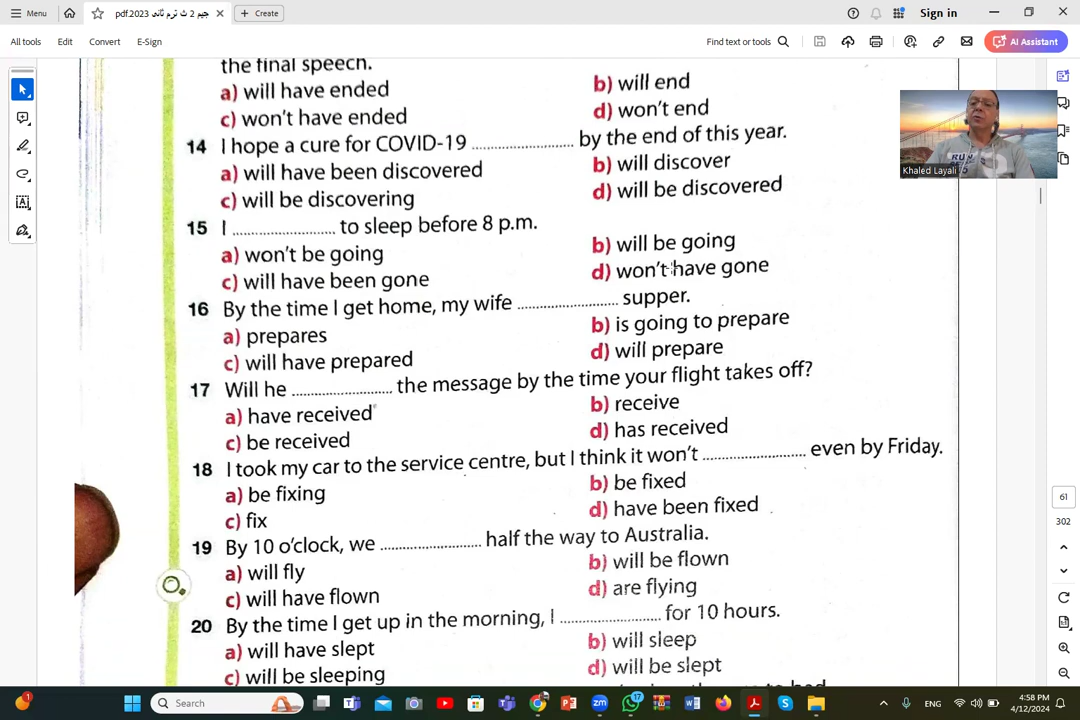 Menu
جيم 2 ث ترم ثانى 2023.pdf
Create
Sign in
All tools Edit Convert E-Sign
Find text or tools
AI Assistant
the final speech.
a) will have ended b) will end
c) won't have ended d) won't end
14 I hope a cure for COVID-19 .......................... by the end of this year.
a) will have been discovered b) will discover
c) will be discovering d) will be discovered
15 I .......................... to sleep before 8 p.m.
a) won't be going b) will be going
c) will have been gone d) won't have gone
16 By the time I get home, my wife .......................... supper.
a) prepares b) is going to prepare
c) will have prepared d) will prepare
17 Will he .......................... the message by the time your flight takes off?
a) have received b) receive
c) be received d) has received
18 I took my car to the service centre, but I think it won't .......................... even by Friday.
a) be fixing b) be fixed
c) fix d) have been fixed
19 By 10 o'clock, we .......................... half the way to Australia.
a) will fly b) will be flown
c) will have flown d) are flying
20 By the time I get up in the morning, I .......................... for 10 hours.
a) will have slept b) will sleep
c) will be sleeping d) will be slept
Khaled Layali
61
302
Search
1
17
ENG
4:58 PM
4/12/2024